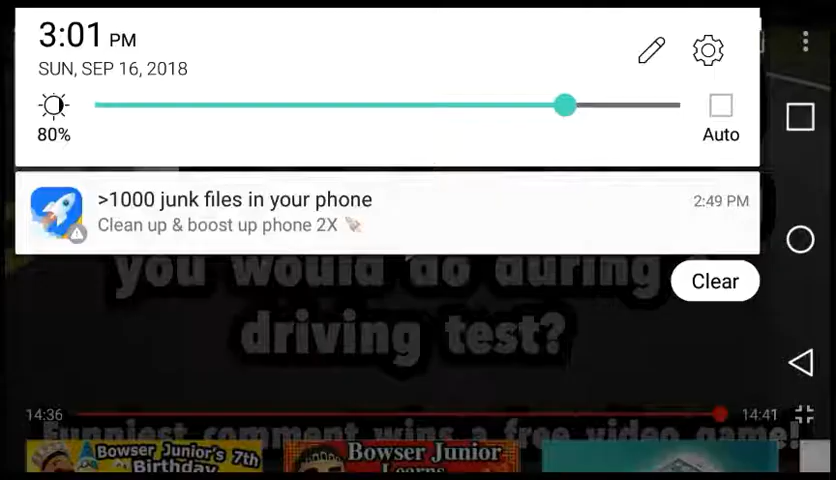 3:01 PM
SUN, SEP 16, 2018
80%
Auto
>1000 junk files in your phone
2:49 PM
Clean up & boost up phone 2X
Clear
you would do during
driving test?
14:36
14:41
Funniest comment wins a free video game!
Bowser Junior's 7th
Birthday
Bowser Junior
Learns